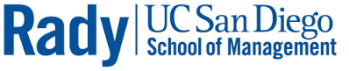 Rady
UC San Diego
School of Management